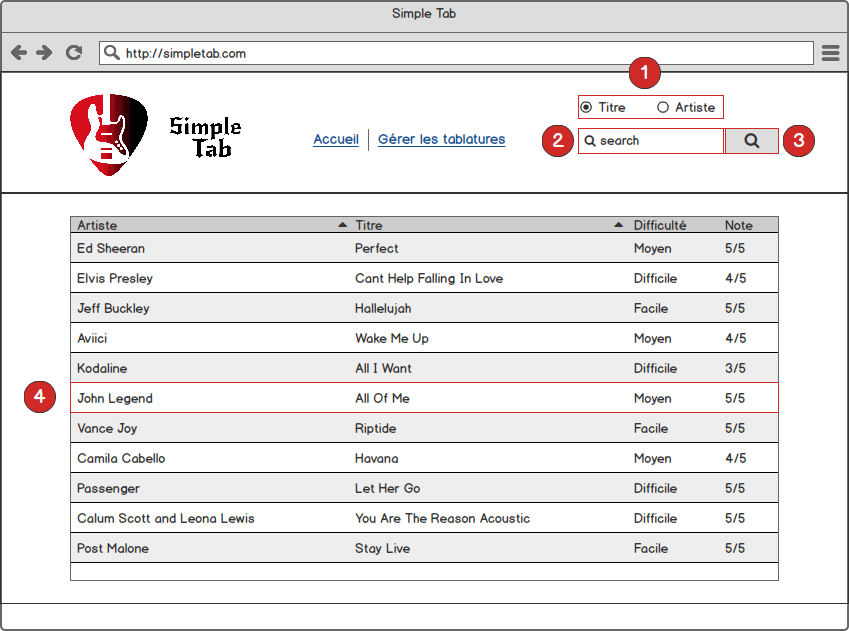 Simple Tab
http://simpletab.com
1
Titre Artiste
Simple
Tab
Accueil Gérer les tablatures
2 search 3
Artiste Titre Difficulté Note
Ed Sheeran Perfect Moyen 5/5
Elvis Presley Cant Help Falling In Love Difficile 4/5
Jeff Buckley Hallelujah Facile 5/5
Aviici Wake Me Up Moyen 4/5
Kodaline All I Want Difficile 3/5
4 John Legend All Of Me Moyen 5/5
Vance Joy Riptide Facile 5/5
Camila Cabello Havana Moyen 4/5
Passenger Let Her Go Difficile 5/5
Calum Scott and Leona Lewis You Are The Reason Acoustic Difficile 5/5
Post Malone Stay Live Facile 5/5